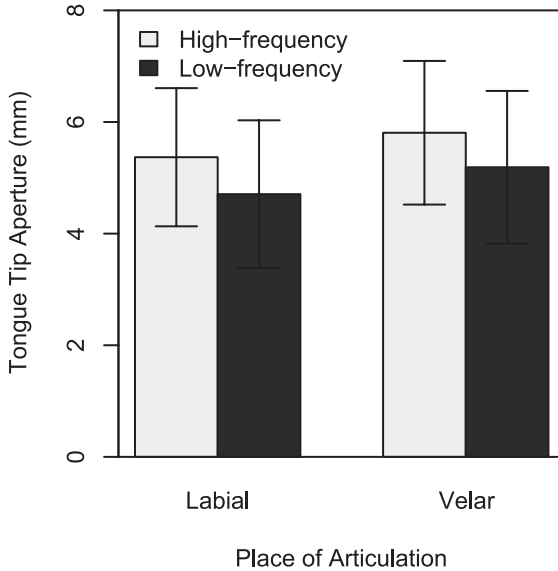 Tongue Tip Aperture (mm)
8
6
4
2
0
High−frequency
Low−frequency
Labial
Velar
Place of Articulation